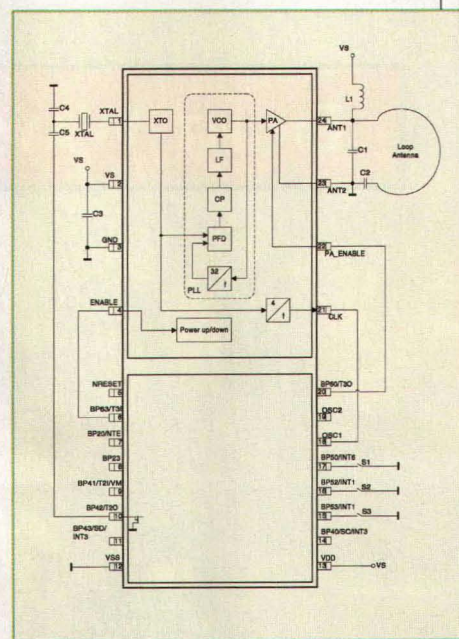 VS
C4
XTAL
C5
XTAL
1
XTO
VCO
PA
24
ANT1
L1
C1
Loop
Antenna
LF
VS
VS
2
CP
23
ANT2
C2
C3
PFD
GND
3
22
PA_ENABLE
32
f
PLL
ENABLE
4
4
f
21
CLK
Power up/down
NRESET
5
BP60/T3O
20
BP63/T3I
6
OSC2
19
BP20/NTE
7
OSC1
18
BP23
8
BP50/INT6
17
S1
BP41/T2I/VM
9
BP52/INT1
16
S2
BP42/T2O
10
BP53/INT1
15
S3
BP43/SD/
INT3
11
BP40/SC/INT3
14
VSS
12
VDD
13
VS